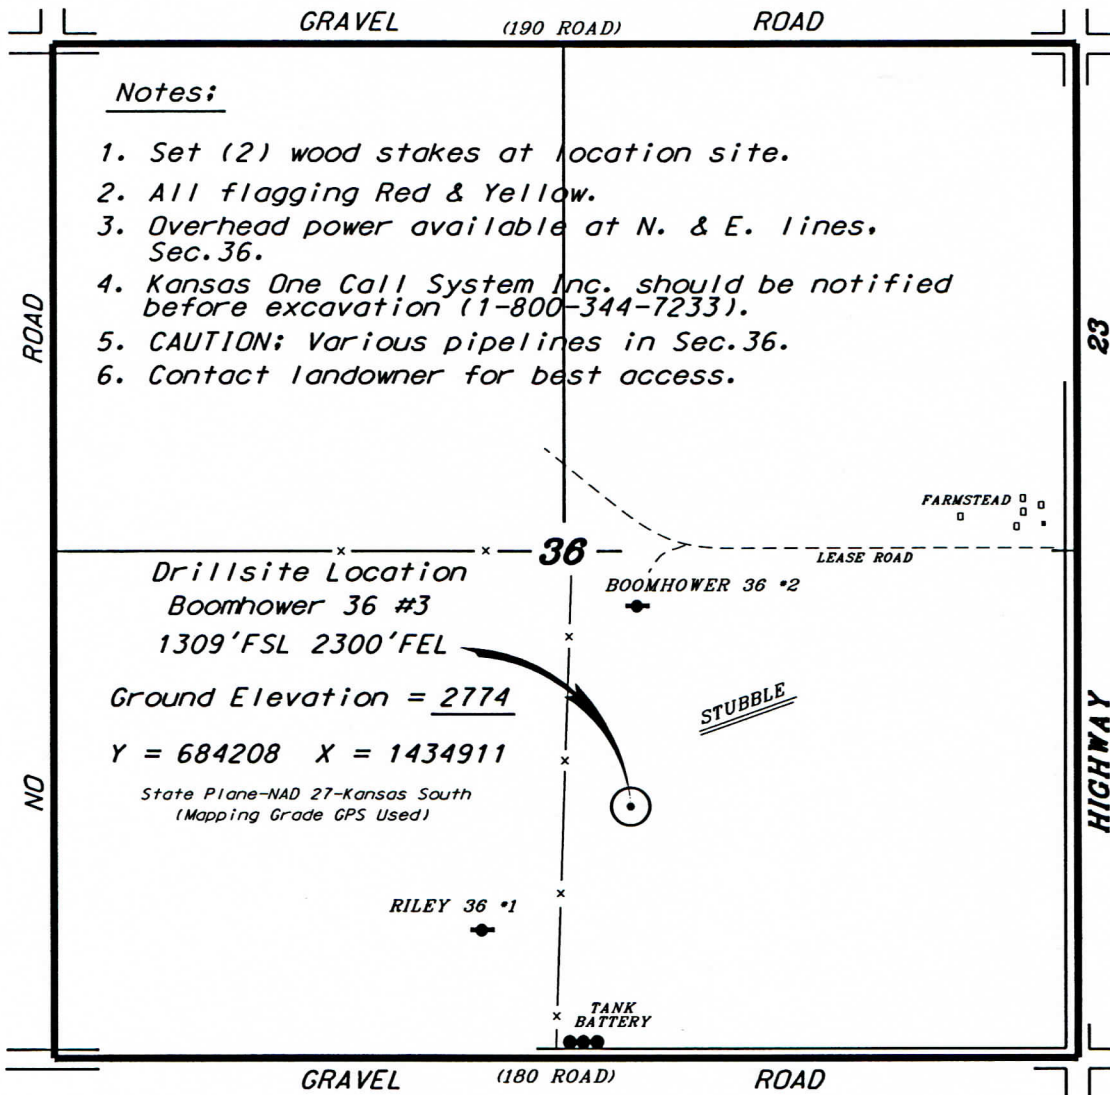 GRAVEL (190 ROAD) ROAD
Notes:
1. Set (2) wood stakes at location site.
2. All flagging Red & Yellow.
3. Overhead power available at N. & E. lines,
Sec.36.
4. Kansas One Call System Inc. should be notified
before excavation (1-800-344-7233).
5. CAUTION: Various pipelines in Sec.36.
6. Contact landowner for best access.
NO ROAD
HIGHWAY 23
FARMSTEAD
LEASE ROAD
36
BOOMHOWER 36 #2
Drillsite Location
Boomhower 36 #3
1309'FSL 2300'FEL
Ground Elevation = 2774
Y = 684208 X = 1434911
State Plane-NAD 27-Kansas South
(Mapping Grade GPS Used)
STUBBLE
RILEY 36 #1
TANK
BATTERY
GRAVEL (180 ROAD) ROAD